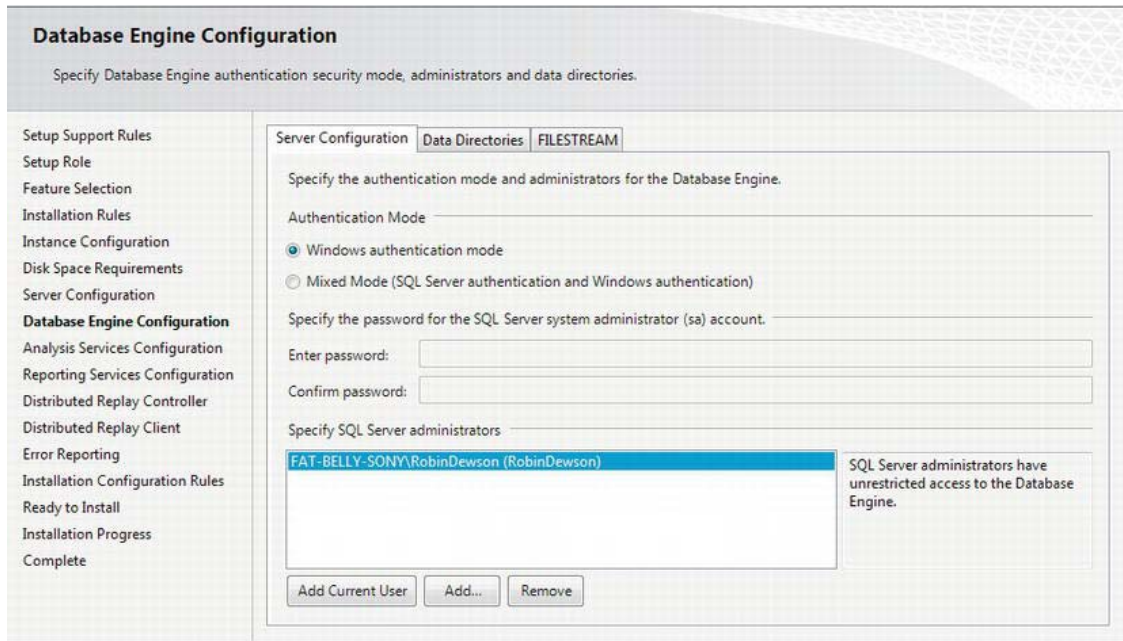 Database Engine Configuration
Specify Database Engine authentication security mode, administrators and data directories.
Setup Support Rules
Setup Role
Feature Selection
Installation Rules
Instance Configuration
Disk Space Requirements
Server Configuration
Database Engine Configuration
Analysis Services Configuration
Reporting Services Configuration
Distributed Replay Controller
Distributed Replay Client
Error Reporting
Installation Configuration Rules
Ready to Install
Installation Progress
Complete
Server Configuration Data Directories FILESTREAM
Specify the authentication mode and administrators for the Database Engine.
Authentication Mode
Windows authentication mode
Mixed Mode (SQL Server authentication and Windows authentication)
Specify the password for the SQL Server system administrator (sa) account.
Enter password:
Confirm password:
Specify SQL Server administrators
FAT-BELLY-SONY\RobinDewson (RobinDewson)
SQL Server administrators have
unrestricted access to the Database
Engine.
Add Current User Add... Remove